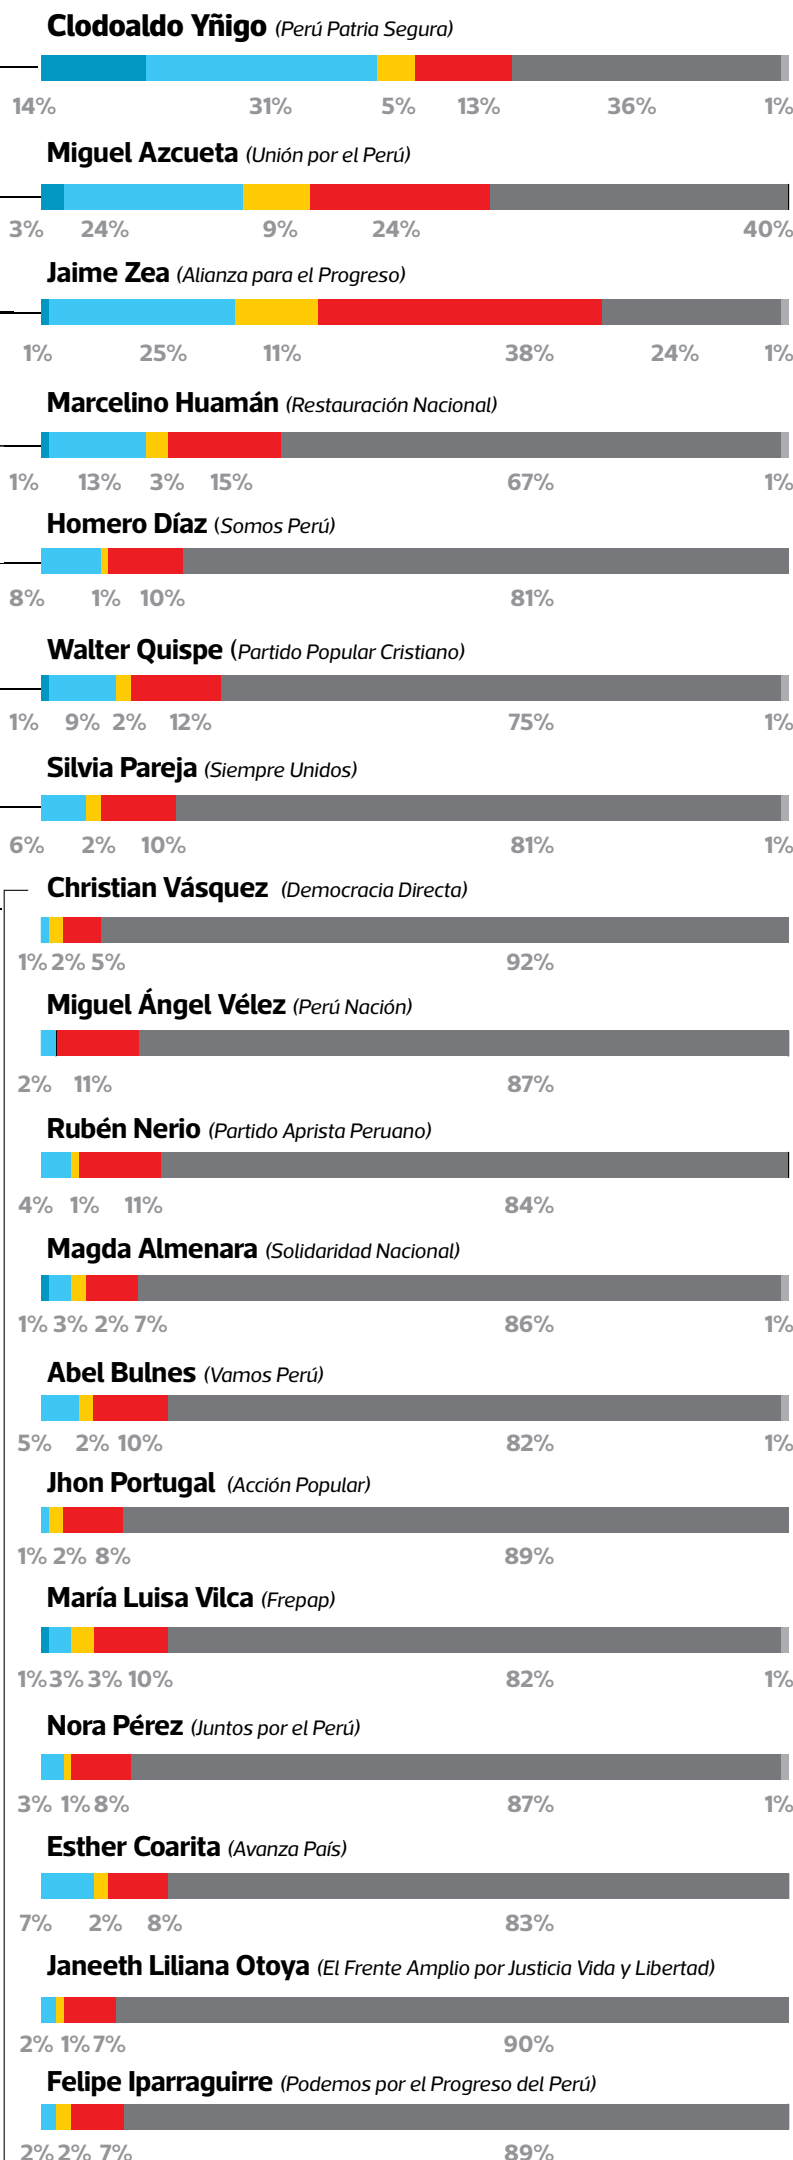 Clodoaldo Yñigo (Perú Patria Segura)
14% 31% 5% 13% 36% 1%
Miguel Azcueta (Unión por el Perú)
3% 24% 9% 24% 40%
Jaime Zea (Alianza para el Progreso)
1% 25% 11% 38% 24% 1%
Marcelino Huamán (Restauración Nacional)
1% 13% 3% 15% 67% 1%
Homero Díaz (Somos Perú)
8% 1% 10% 81%
Walter Quispe (Partido Popular Cristiano)
1% 9% 2% 12% 75% 1%
Silvia Pareja (Siempre Unidos)
6% 2% 10% 81% 1%
Christian Vásquez (Democracia Directa)
1% 2% 5% 92%
Miguel Ángel Vélez (Perú Nación)
2% 11% 87%
Rubén Nerio (Partido Aprista Peruano)
4% 1% 11% 84%
Magda Almenara (Solidaridad Nacional)
1% 3% 2% 7% 86% 1%
Abel Bulnes (Vamos Perú)
5% 2% 10% 82% 1%
Jhon Portugal (Acción Popular)
1% 2% 8% 89%
María Luisa Vilca (Frepap)
1% 3% 3% 10% 82% 1%
Nora Pérez (Juntos por el Perú)
3% 1% 8% 87% 1%
Esther Coarita (Avanza País)
7% 2% 8% 83%
Janeeth Liliana Otoya (El Frente Amplio por Justicia Vida y Libertad)
2% 1% 7% 90%
Felipe Iparraguirre (Podemos por el Progreso del Perú)
2% 2% 7% 89%